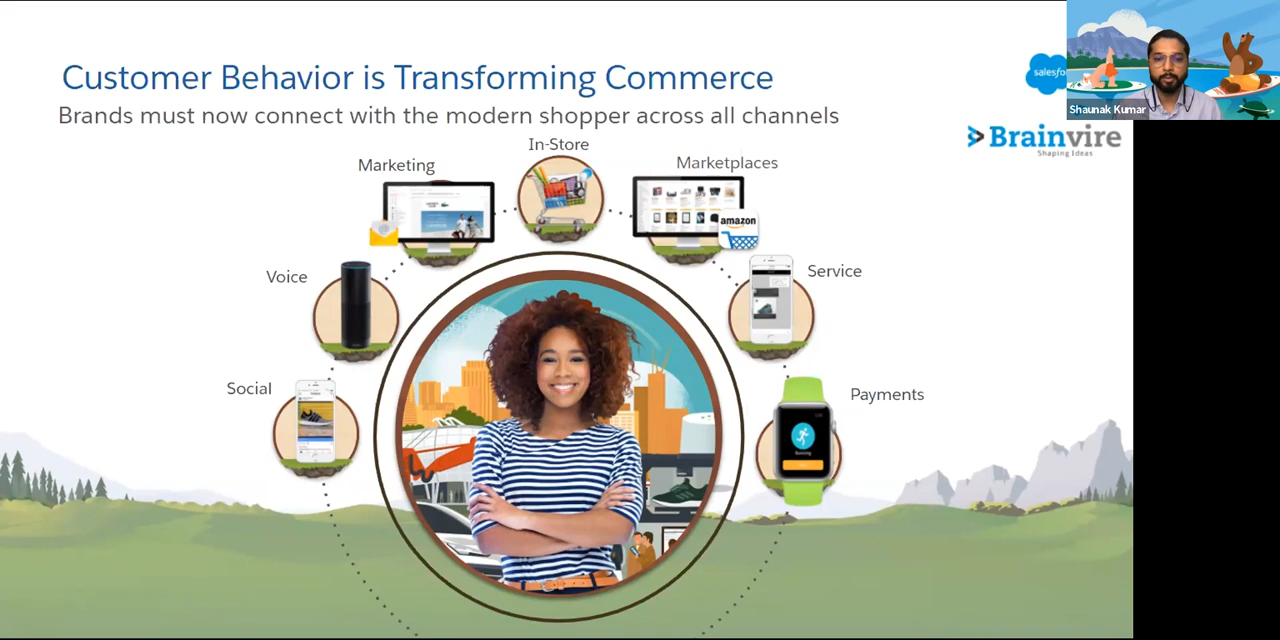 Customer Behavior is Transforming Commerce
Brands must now connect with the modern shopper across all channels
Shaunak Kumar
Brainvire
Shaping Ideas
In-Store
Marketing
Marketplaces
amazon
Voice
Service
Social
Payments
Running